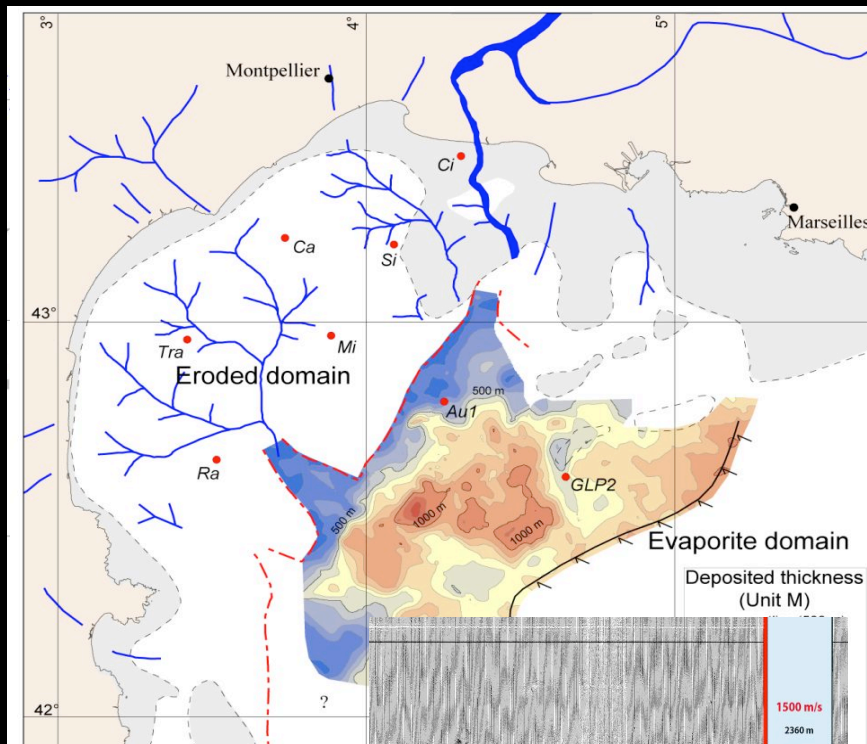 3°
4°
5°
Montpellier
Ci
Marseilles
Ca
Si
43°
Tra
Mi
Eroded domain
500 m
Au1
Ra
GLP2
500 m
1000 m
1000 m
Evaporite domain
Deposited thickness
(Unit M)
?
42°
1500 m/s
2360 m